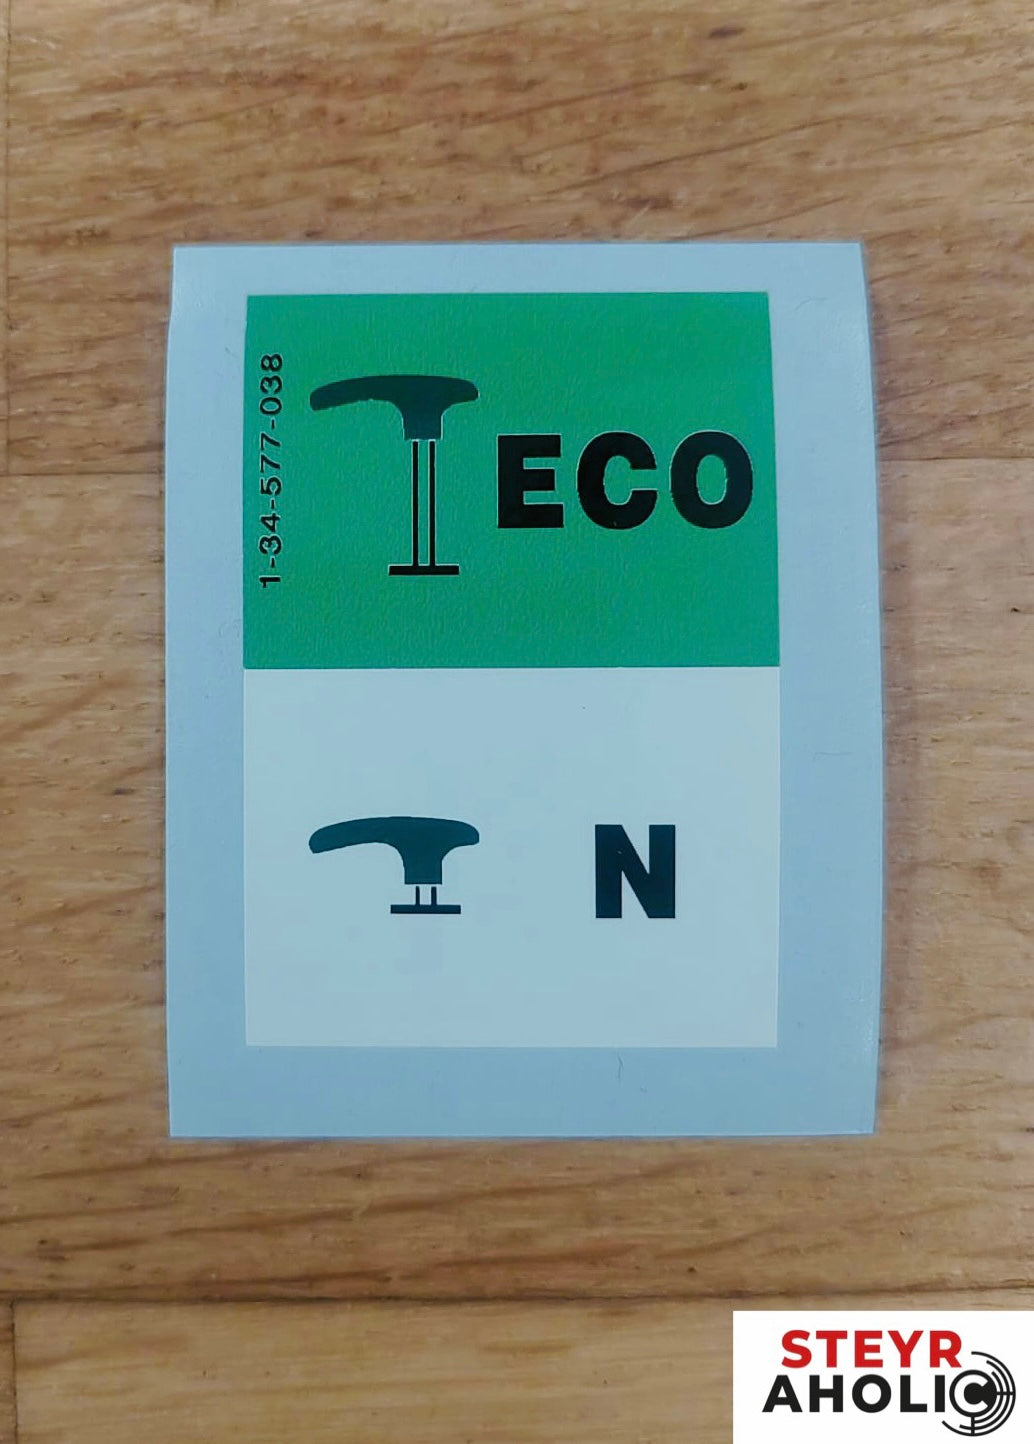 1-34-577-038
ECO
N
STEYR
AHOLIC